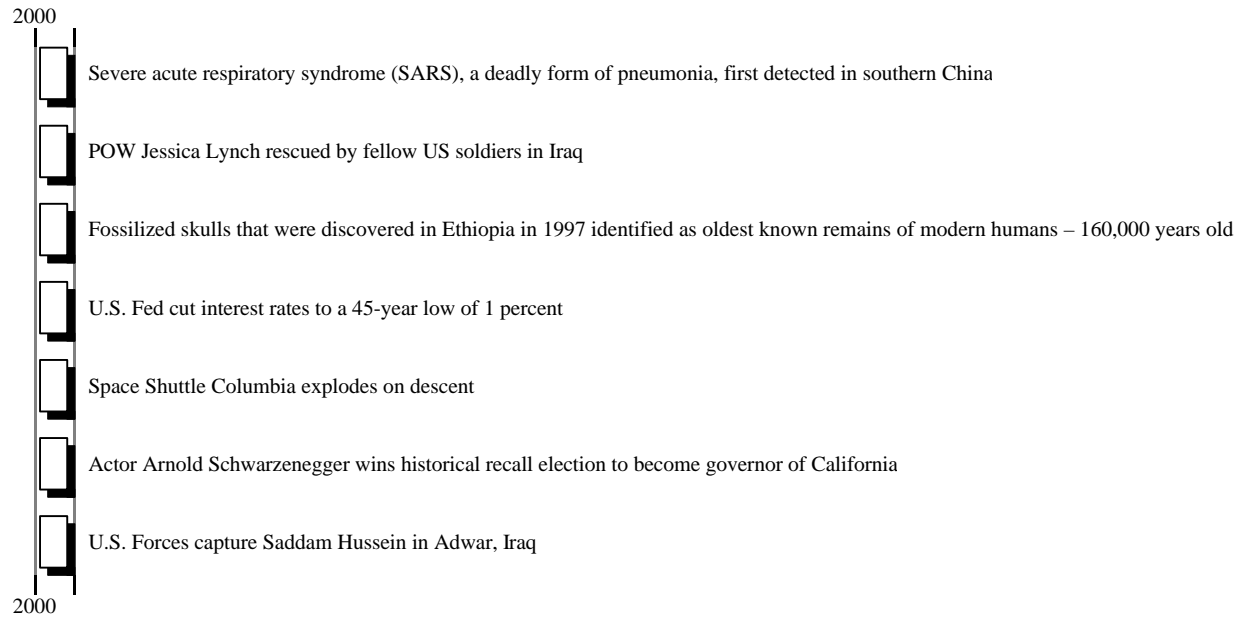 2000
Severe acute respiratory syndrome (SARS), a deadly form of pneumonia, first detected in southern China
POW Jessica Lynch rescued by fellow US soldiers in Iraq
Fossilized skulls that were discovered in Ethiopia in 1997 identified as oldest known remains of modern humans – 160,000 years old
U.S. Fed cut interest rates to a 45-year low of 1 percent
Space Shuttle Columbia explodes on descent
Actor Arnold Schwarzenegger wins historical recall election to become governor of California
U.S. Forces capture Saddam Hussein in Adwar, Iraq
2000